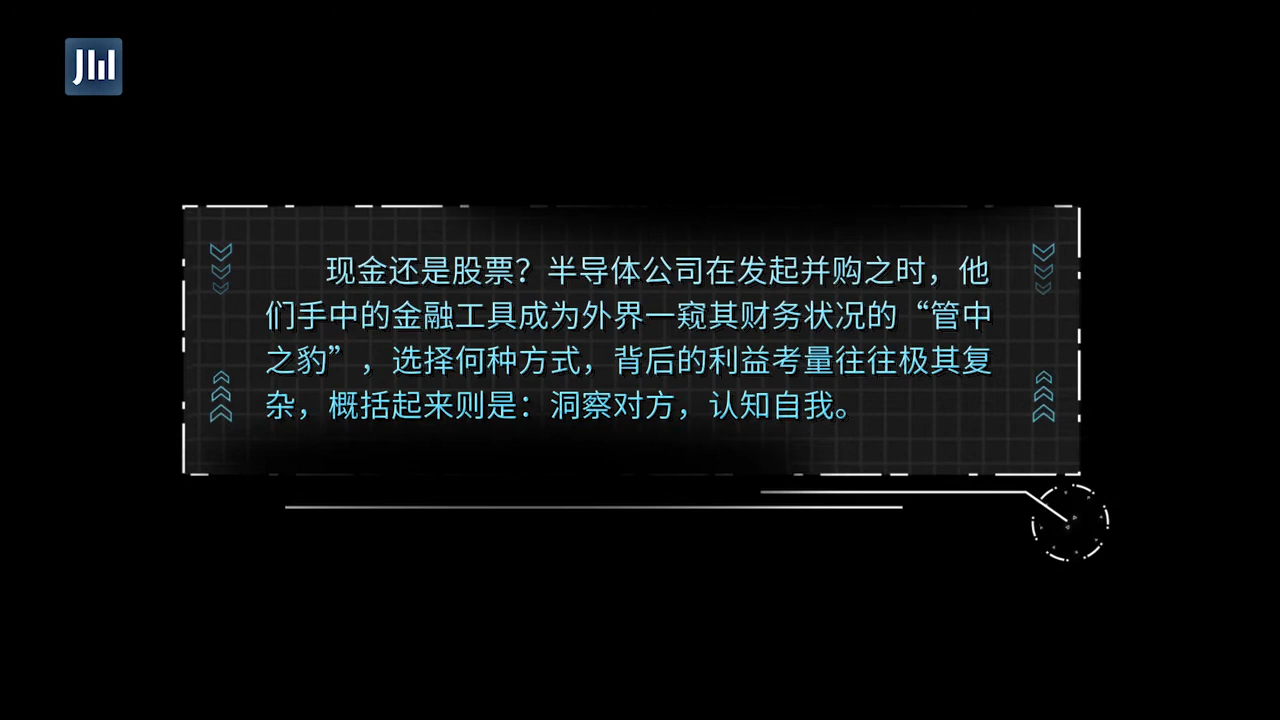 JW
现金还是股票？半导体公司在发起并购之时，他
们手中的金融工具成为外界一窥其财务状况的“管中
之豹”，选择何种方式，背后的利益考量往往极其复
杂，概括起来则是：洞察对方，认知自我。